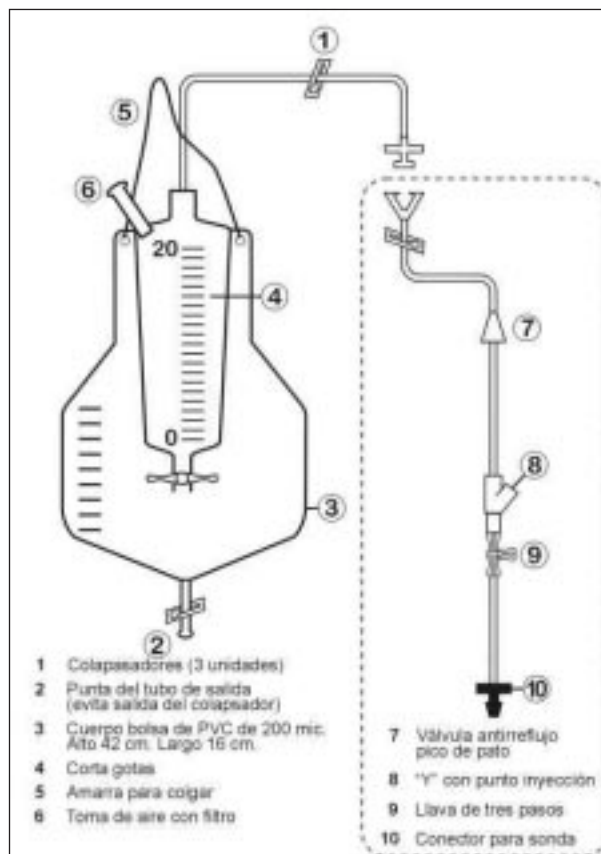 1
5
6
20
4
0
3
2
7
8
9
10
1 Colapasadores (3 unidades)
2 Punta del tubo de salida
(evita salida del colapsador)
3 Cuerpo bolsa de PVC de 200 mic.
Alto 42 cm. Largo 16 cm.
4 Corta gotas
5 Amarra para colgar
6 Toma de aire con filtro
7 Válvula antirreflujo
pico de pato
8 "Y" con punto inyección
9 Llava de tres pasos
10 Conector para sonda